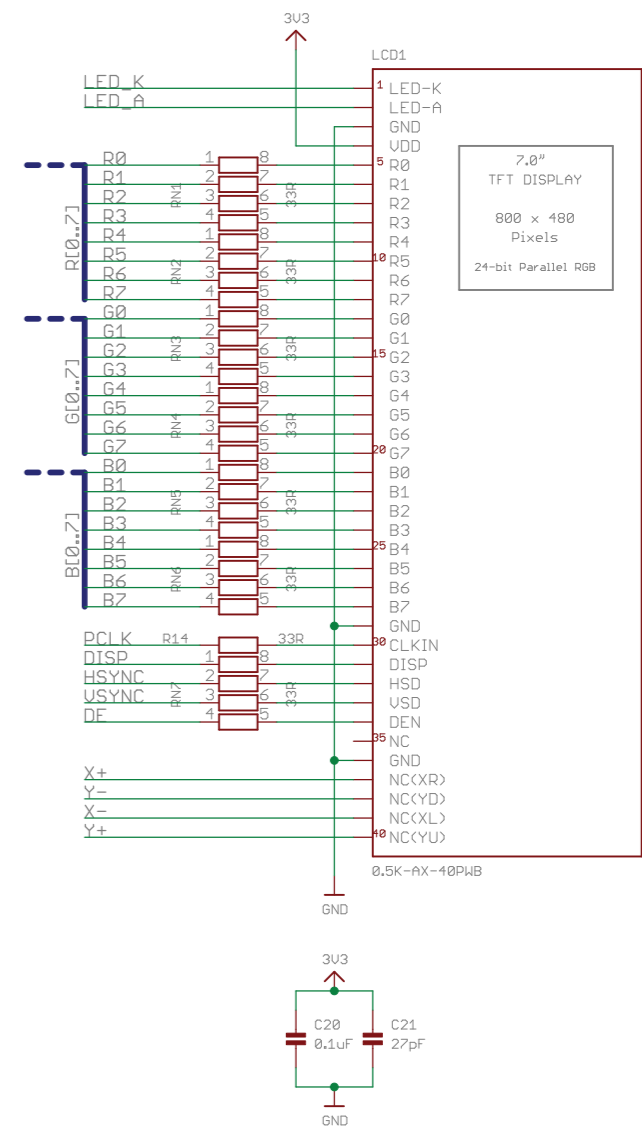 3V3
LCD1
LED_K 1 LED-K
LED_A LED-A
GND
VDD
R0 1 8 5 R0
R1 2 7 R1
R2 3 6 R2
R3 4 5 R3
R4 1 8 R4
R5 2 7 10 R5
R6 3 6 R6
R7 4 5 R7
G0 1 8 G0
G1 2 7 G1
G2 3 6 15 G2
G3 4 5 G3
G4 1 8 G4
G5 2 7 G5
G6 3 6 G6
G7 4 5 20 G7
B0 1 8 B0
B1 2 7 B1
B2 3 6 B2
B3 4 5 B3
B4 1 8 25 B4
B5 2 7 B5
B6 3 6 B6
B7 4 5 B7
GND
PCLK R14 33R 30 CLKIN
DISP 1 8 DISP
HSYNC 2 7 HSD
VSYNC 3 6 VSD
DE 4 5 DEN
35 NC
GND
X+ NC(XR)
Y- NC(YD)
X- NC(XL)
Y+ 40 NC(YU)
R[0..7]
G[0..7]
B[0..7]
RN1 33R
RN2 33R
RN3 33R
RN4 33R
RN5 33R
RN6 33R
RN7 33R
7.0"
TFT DISPLAY
800 x 480
Pixels
24-bit Parallel RGB
0.5K-AX-40PWB
GND
3V3
C20 C21
0.1uF 27pF
GND